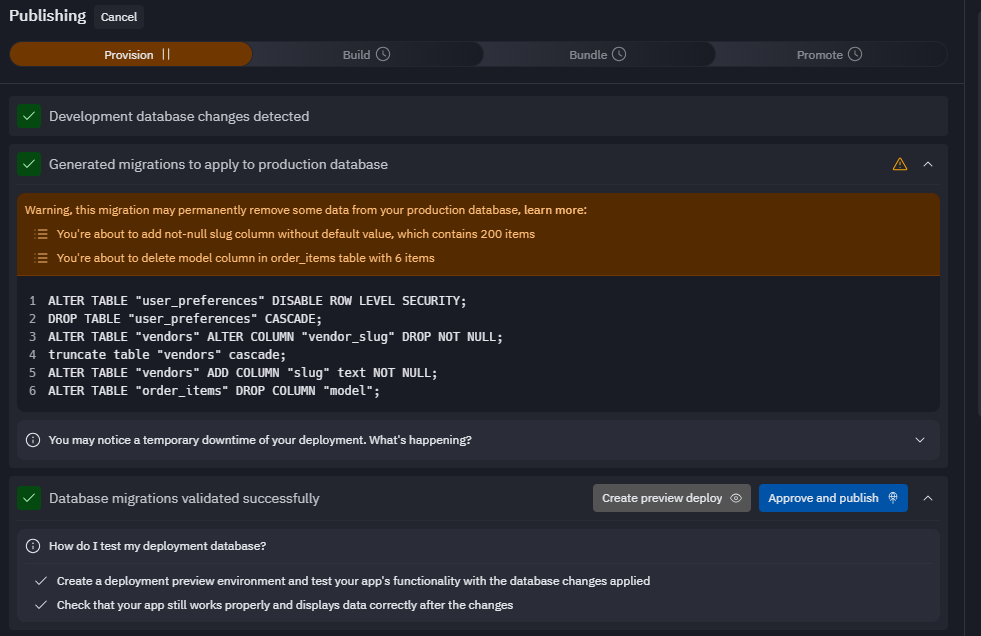 Publishing Cancel
Provision Build Bundle Promote
Development database changes detected
Generated migrations to apply to production database
Warning, this migration may permanently remove some data from your production database, learn more:
You're about to add not-null slug column without default value, which contains 200 items
You're about to delete model column in order_items table with 6 items
1 ALTER TABLE "user_preferences" DISABLE ROW LEVEL SECURITY;
2 DROP TABLE "user_preferences" CASCADE;
3 ALTER TABLE "vendors" ALTER COLUMN "vendor_slug" DROP NOT NULL;
4 truncate table "vendors" cascade;
5 ALTER TABLE "vendors" ADD COLUMN "slug" text NOT NULL;
6 ALTER TABLE "order_items" DROP COLUMN "model";
You may notice a temporary downtime of your deployment. What's happening?
Database migrations validated successfully Create preview deploy Approve and publish
How do I test my deployment database?
Create a deployment preview environment and test your app's functionality with the database changes applied
Check that your app still works properly and displays data correctly after the changes